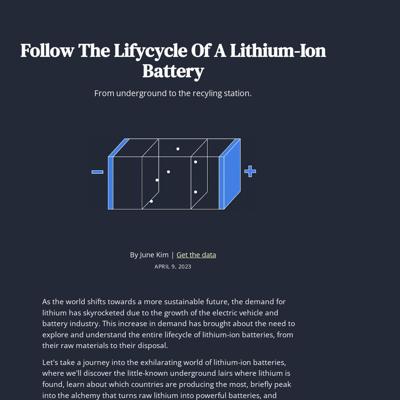 Follow The Lifycycle Of A Lithium-Ion
Battery
From underground to the recyling station.
−
+
By June Kim | Get the data
APRIL 9, 2023
As the world shifts towards a more sustainable future, the demand for
lithium has skyrocketed due to the growth of the electric vehicle and
battery industry. This increase in demand has brought about the need to
explore and understand the entire lifecycle of lithium-ion batteries, from
their raw materials to their disposal.
Let's take a journey into the exhilarating world of lithium-ion batteries,
where we'll discover the little-known underground lairs where lithium is
found, learn about which countries are producing the most, briefly peak
into the alchemy that turns raw lithium into powerful batteries, and